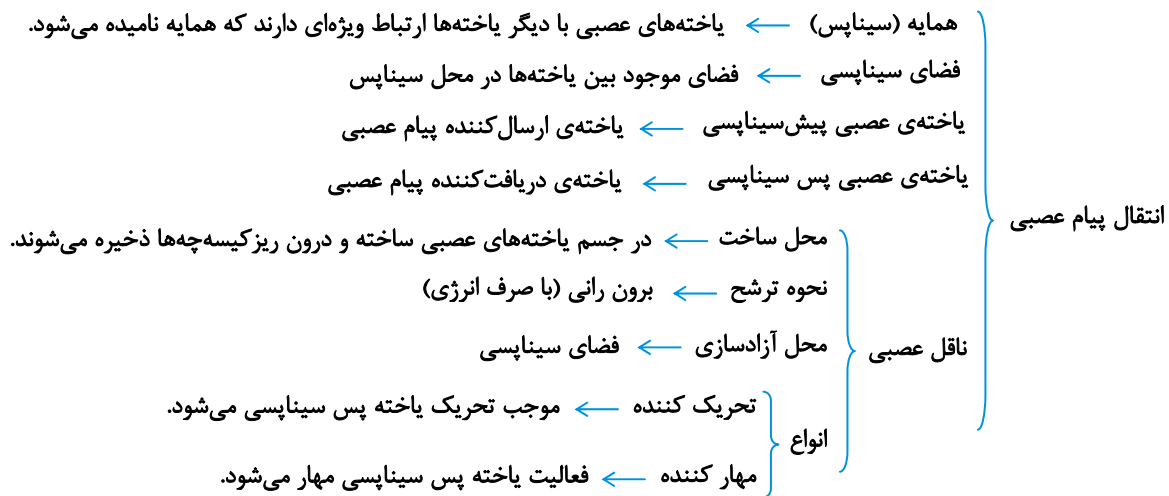 انتقال پیام عصبی
همایه (سیناپس) ← یاخته‌های عصبی با دیگر یاخته‌ها ارتباط ویژه‌ای دارند که همایه نامیده می‌شود.
فضای سیناپسی ← فضای موجود بین یاخته‌ها در محل سیناپس
یاخته‌ی عصبی پیش‌سیناپسی ← یاخته‌ی ارسال‌کننده پیام عصبی
یاخته‌ی عصبی پس سیناپسی ← یاخته‌ی دریافت‌کننده پیام عصبی
ناقل عصبی
محل ساخت ← در جسم یاخته‌های عصبی ساخته و درون ریزکیسه‌چه‌ها ذخیره می‌شوند.
نحوه ترشح ← برون رانی (با صرف انرژی)
محل آزادسازی ← فضای سیناپسی
انواع
تحریک کننده ← موجب تحریک یاخته پس سیناپسی می‌شود.
مهار کننده ← فعالیت یاخته پس سیناپسی مهار می‌شود.